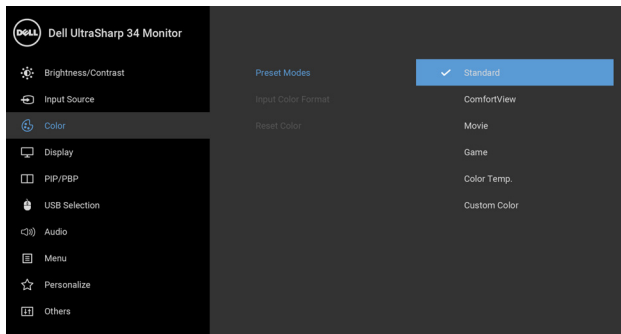 DELL Dell UltraSharp 34 Monitor
Brightness/Contrast
Input Source
Color
Display
PIP/PBP
USB Selection
Audio
Menu
Personalize
Others
Preset Modes
Input Color Format
Reset Color
Standard
ComfortView
Movie
Game
Color Temp.
Custom Color